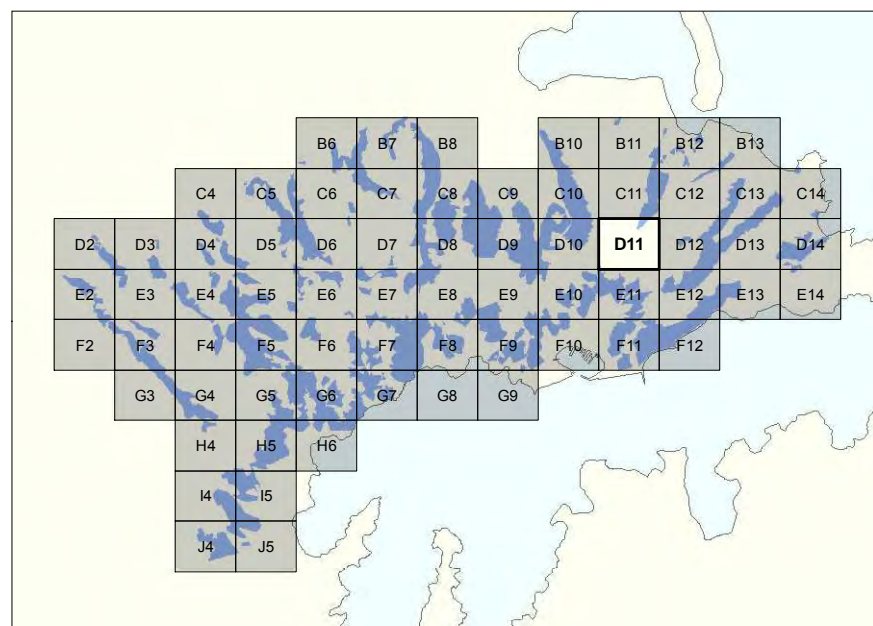 B6 B7 B8 B10 B11 B12 B13
C4 C5 C6 C7 C8 C9 C10 C11 C12 C13 C14
D2 D3 D4 D5 D6 D7 D8 D9 D10 D11 D12 D13 D14
E2 E3 E4 E5 E6 E7 E8 E9 E10 E11 E12 E13 E14
F2 F3 F4 F5 F6 F7 F8 F9 F10 F11 F12
G3 G4 G5 G6 G7 G8 G9
H4 H5 H6
I4 I5
J4 J5